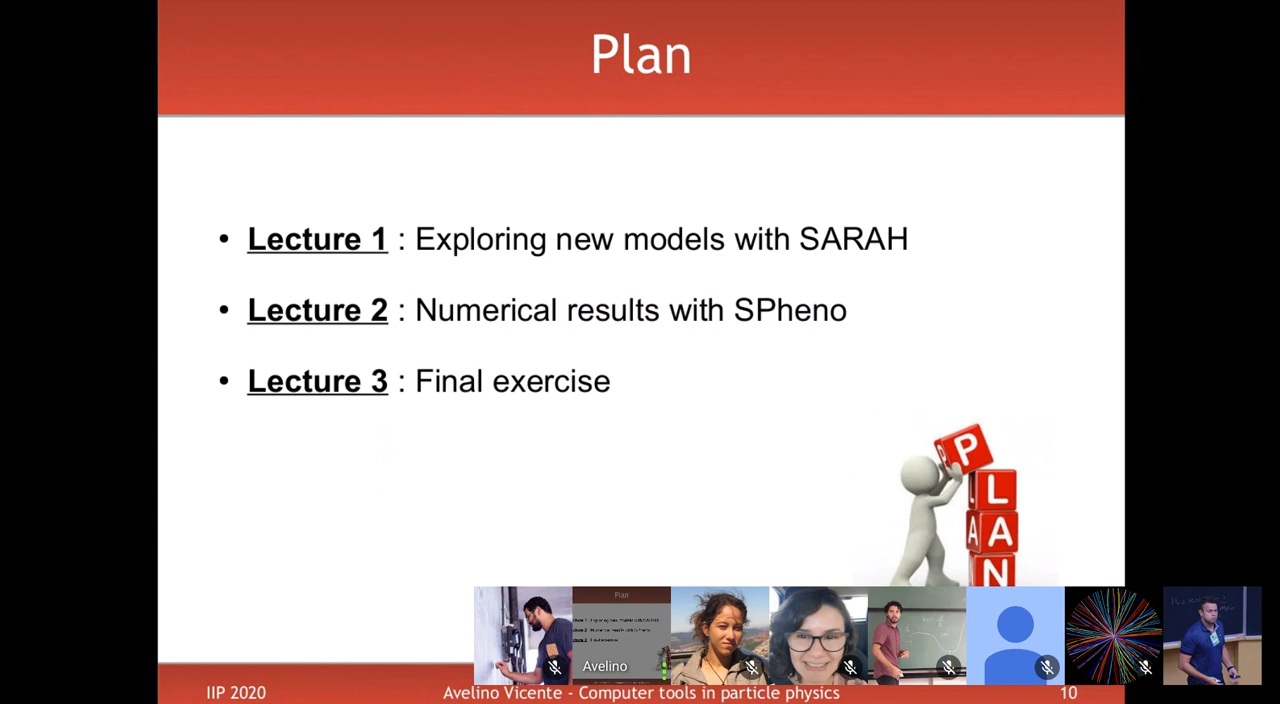 Plan
• Lecture 1 : Exploring new models with SARAH
• Lecture 2 : Numerical results with SPheno
• Lecture 3 : Final exercise
P
L
A A
N
Plan
Avelino
IIP 2020
Avelino Vicente - Computer tools in particle physics
10